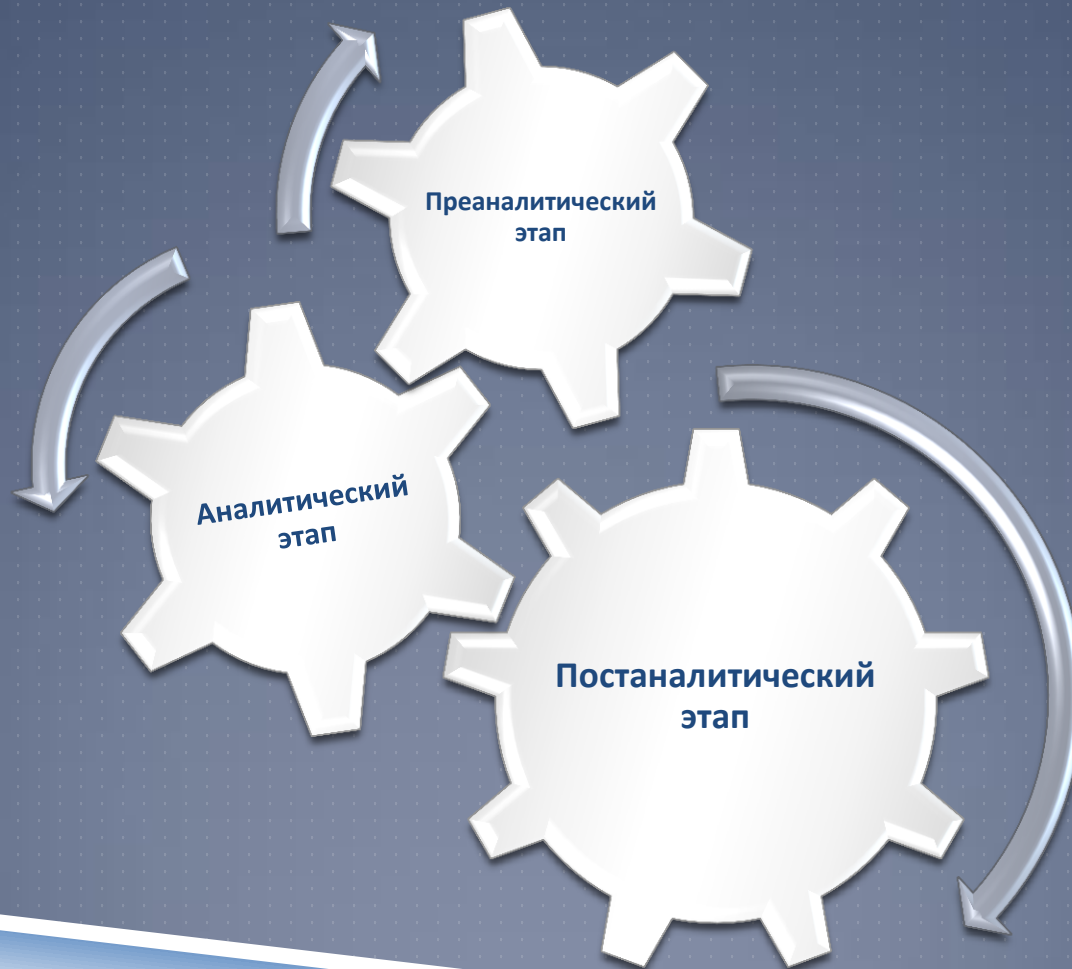 Преаналитический
этап
Аналитический
этап
Постаналитический
этап